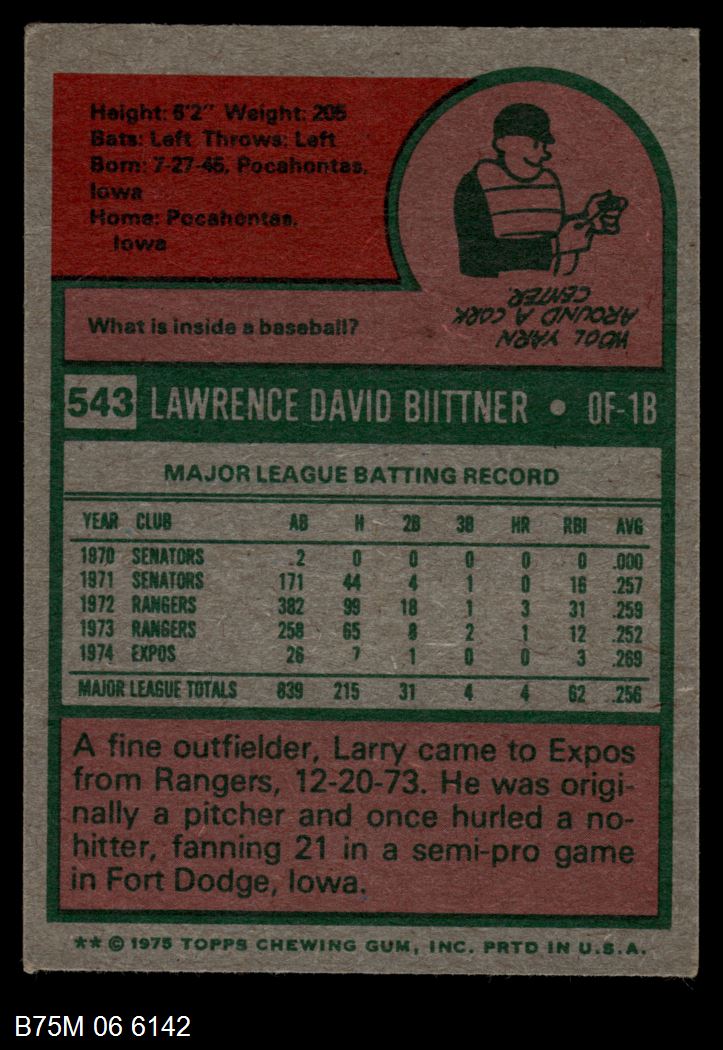 Height: 6'2" Weight: 205
Bats: Left Throws: Left
Born: 7-27-46, Pocahontas,
Iowa
Home: Pocahontas,
Iowa
What is inside a baseball?
WOOL YARN
AROUND A CORK
CENTER.
543 LAWRENCE DAVID BIITTNER • OF-1B
MAJOR LEAGUE BATTING RECORD
YEAR CLUB AB H 2B 3B HR RBI AVG
1970 SENATORS 2 0 0 0 0 0 .000
1971 SENATORS 171 44 4 1 0 16 .257
1972 RANGERS 382 99 18 1 3 31 .259
1973 RANGERS 258 65 8 2 1 12 .252
1974 EXPOS 26 7 1 0 0 3 .269
MAJOR LEAGUE TOTALS 839 215 31 4 4 62 .256
A fine outfielder, Larry came to Expos
from Rangers, 12-20-73. He was origi-
nally a pitcher and once hurled a no-
hitter, fanning 21 in a semi-pro game
in Fort Dodge, Iowa.
** © 1975 TOPPS CHEWING GUM, INC. PRTD IN U.S.A.
B75M 06 6142